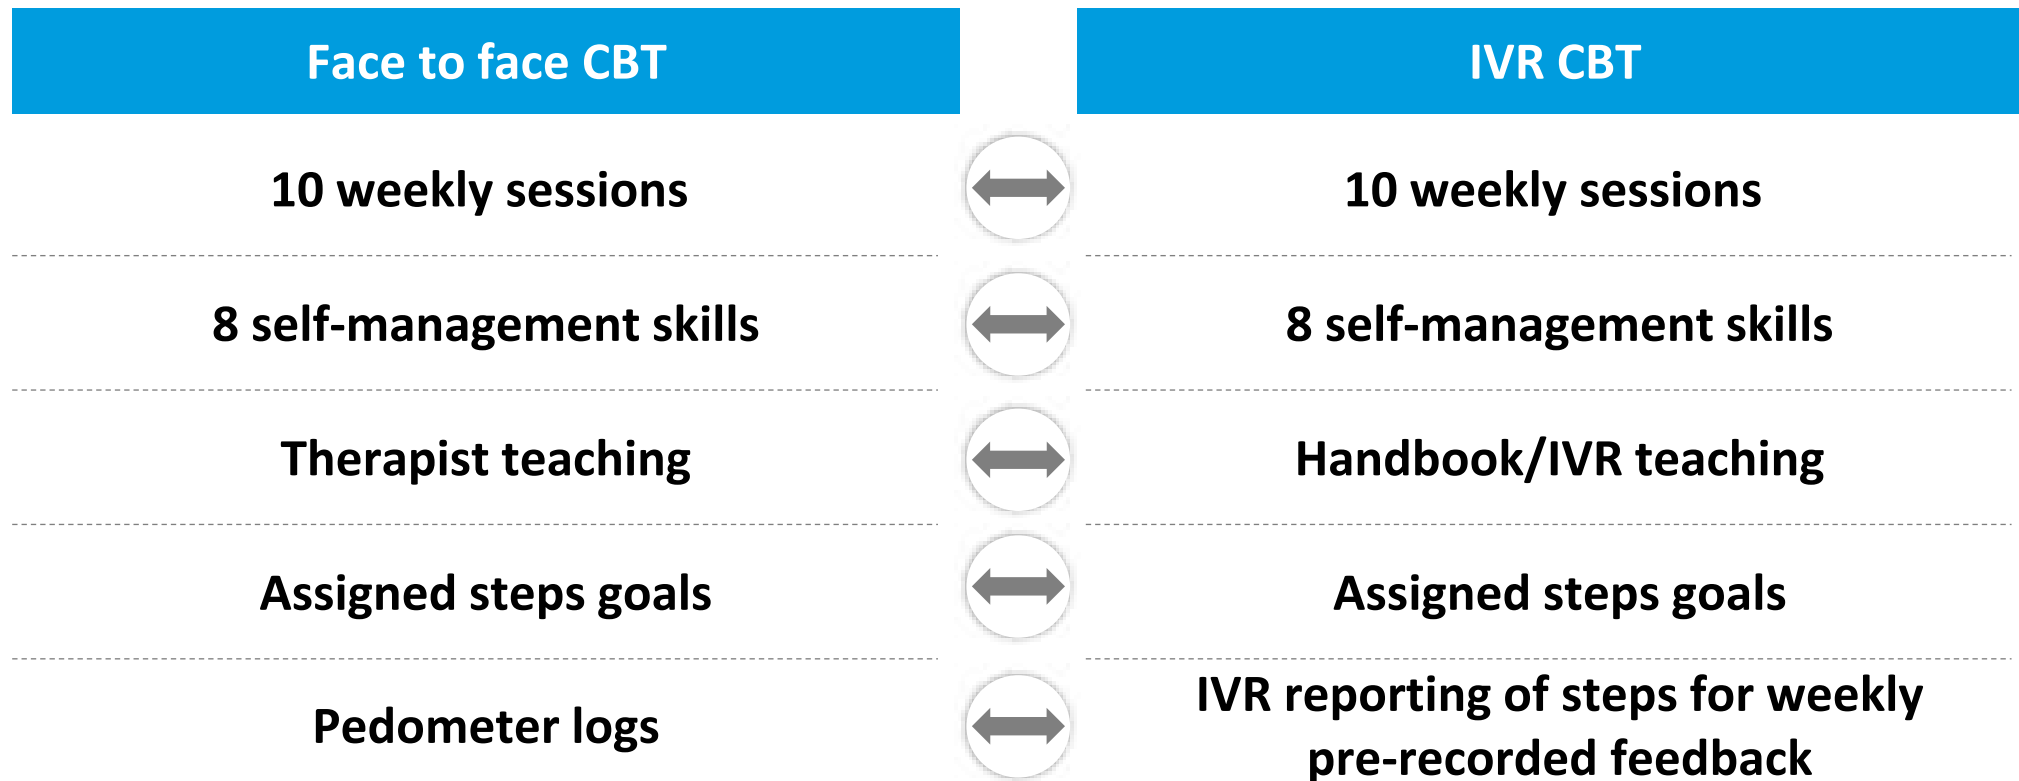 Face to face CBT
IVR CBT
10 weekly sessions
10 weekly sessions
8 self-management skills
8 self-management skills
Therapist teaching
Handbook/IVR teaching
Assigned steps goals
Assigned steps goals
Pedometer logs
IVR reporting of steps for weekly
pre-recorded feedback